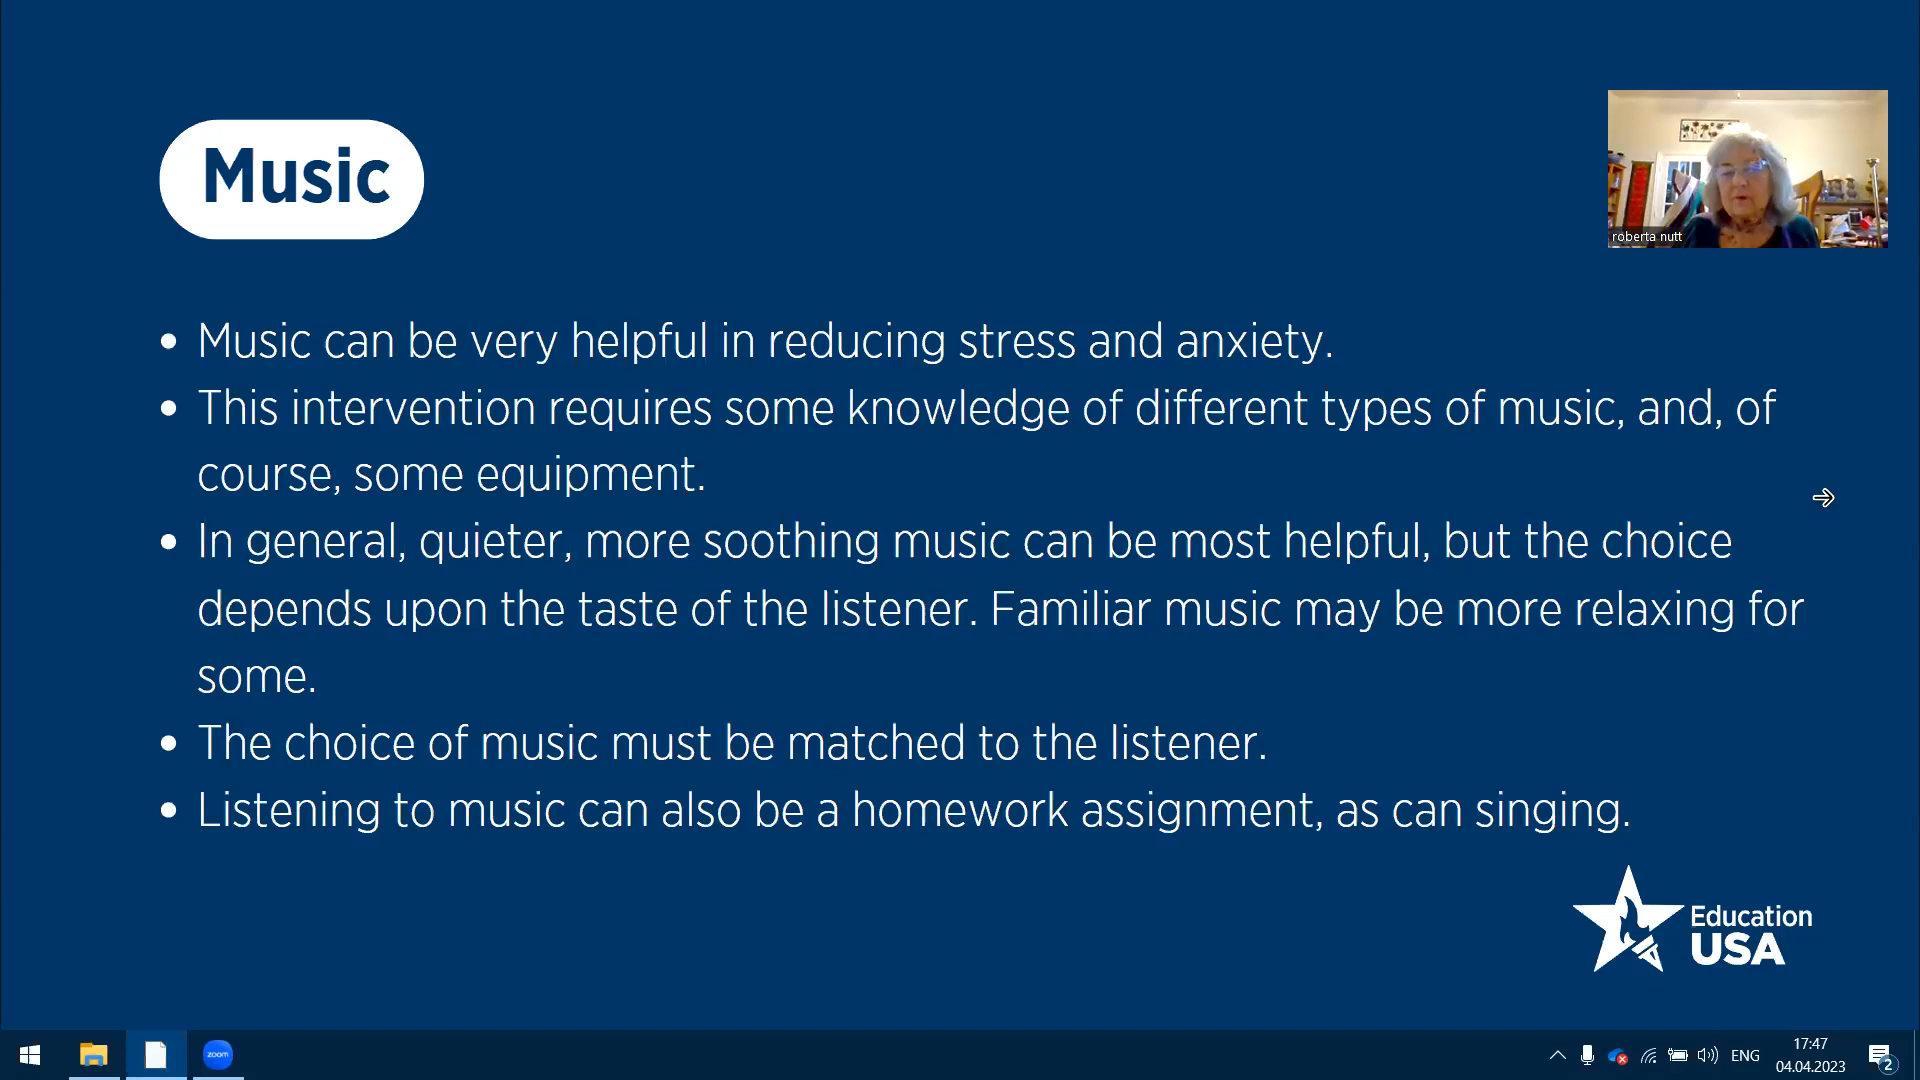 Music
roberta nutt
• Music can be very helpful in reducing stress and anxiety.
• This intervention requires some knowledge of different types of music, and, of
course, some equipment.
• In general, quieter, more soothing music can be most helpful, but the choice
depends upon the taste of the listener. Familiar music may be more relaxing for
some.
• The choice of music must be matched to the listener.
• Listening to music can also be a homework assignment, as can singing.
Education
USA
zoom
ENG
17:47
04.04.2023
2